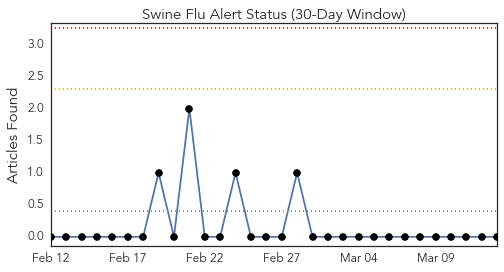 Swine Flu Alert Status (30-Day Window)
Articles Found
3.0
2.5
2.0
1.5
1.0
0.5
0.0
Feb 12 Feb 17 Feb 22 Feb 27 Mar 04 Mar 09